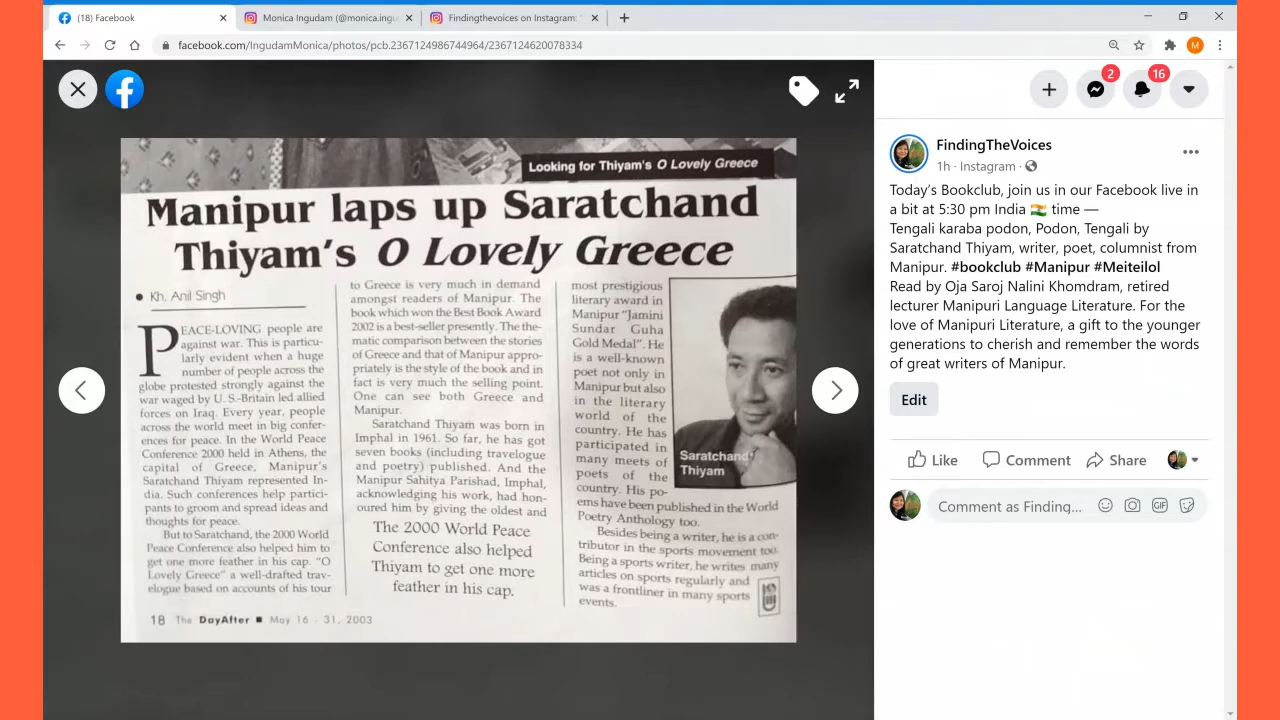 (18) Facebook
Monica Ingudam (@monica.ingu
Findingthevoices on Instagram: "
facebook.com/IngudamMonica/photos/pcb.2367124986744964/2367124620078334
M
Looking for Thiyam's O Lovely Greece
Manipur laps up Saratchand
Thiyam's O Lovely Greece
● Kh. Anil Singh
PEACE-LOVING people are
against war. This is particu-
larly evident when a huge
number of people across the
globe protested strongly against the
war waged by U. S.-Britain led allied
forces on Iraq. Every year, people
across the world meet in big confer-
ences for peace. In the World Peace
Conference 2000 held in Athens, the
capital of Greece, Manipur's
Saratchand Thiyam represented In-
dia. Such conferences help partici-
pants to groom and spread ideas and
thoughts for peace.
But to Saratchand, the 2000 World
Peace Conference also helped him to
get one more feather in his cap. "O
Lovely Greece" a well-drafted trav-
elogue based on accounts of his tour
to Greece is very much in demand
amongst readers of Manipur. The
book which won the Best Book Award
2002 is a best-seller presently. The the-
matic comparison between the stories
of Greece and that of Manipur appro-
priately is the style of the book and in
fact is very much the selling point.
One can see both Greece and
Manipur.
Saratchand Thiyam was born in
Imphal in 1961. So far, he has got
seven books (including travelogue
and poetry) published. And the
Manipur Sahitya Parishad, Imphal,
acknowledging his work, had hon-
oured him by giving the oldest and
The 2000 World Peace
Conference also helped
Thiyam to get one more
feather in his cap.
most prestigious
literary award in
Manipur "Jamini
Sundar Guha
Gold Medal". He
is a well-known
poet not only in
Manipur but also
in the literary
world of the
country. He has
participated in
many meets of
poets of the
country. His po-
ems have been published in the World
Poetry Anthology too.
Besides being a writer, he is a con-
tributor in the sports movement too.
Being a sports writer, he writes many
articles on sports regularly and
was a frontliner in many sports
events.
Saratchand
Thiyam
18 The DayAfter ■ May 16 - 31, 2003
2
16
FindingTheVoices
1h · Instagram ·
Today's Bookclub, join us in our Facebook live in
a bit at 5:30 pm India 🇮🇳 time —
Tengali karaba podon, Podon, Tengali by
Saratchand Thiyam, writer, poet, columnist from
Manipur. #bookclub #Manipur #Meiteilol
Read by Oja Saroj Nalini Khomdram, retired
lecturer Manipuri Language Literature. For the
love of Manipuri Literature, a gift to the younger
generations to cherish and remember the words
of great writers of Manipur.
Edit
Like
Comment
Share
Comment as Finding...
GIF